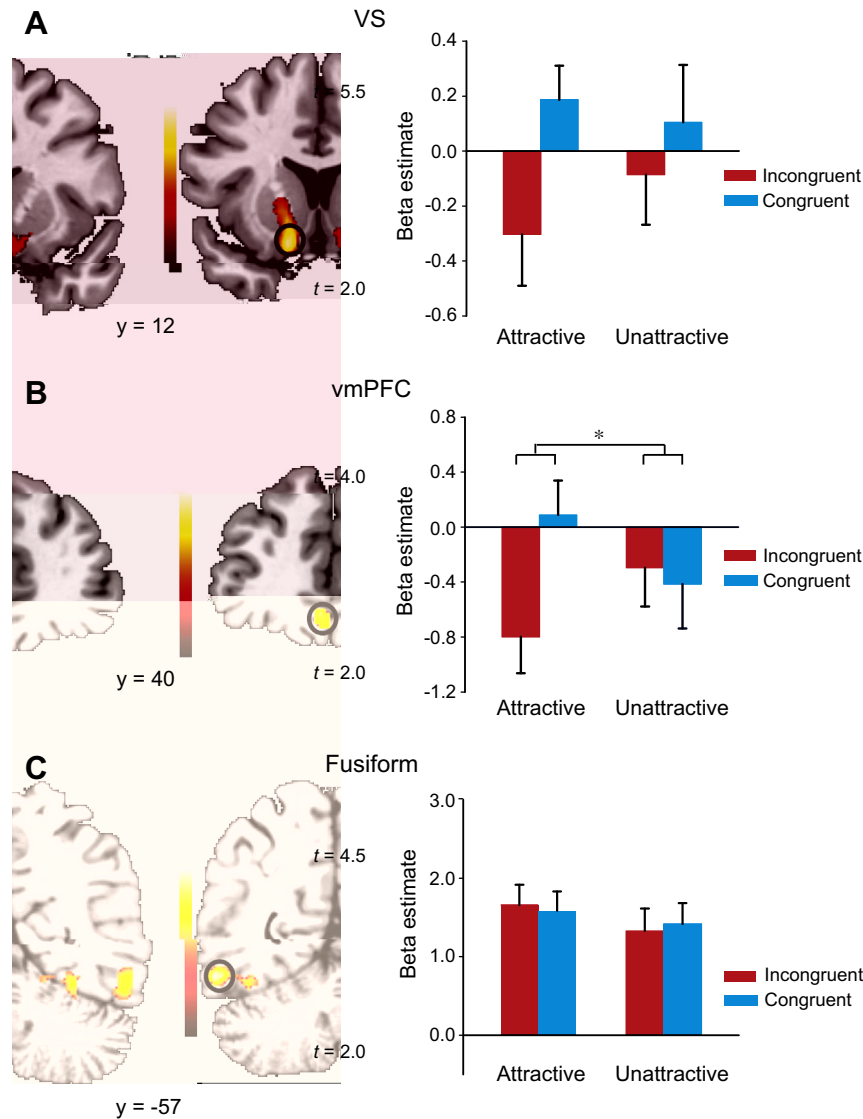 A
VS
t = 5.5
t = 2.0
y = 12
0.4
0.2
0.0
-0.2
-0.4
-0.6
Beta estimate
Attractive
Unattractive
Incongruent
Congruent
B
vmPFC
t = 4.0
t = 2.0
y = 40
0.8
0.4
0.0
-0.4
-0.8
-1.2
Beta estimate
*
Attractive
Unattractive
Incongruent
Congruent
C
Fusiform
t = 4.5
t = 2.0
y = -57
3.0
2.0
1.0
0.0
Beta estimate
Attractive
Unattractive
Incongruent
Congruent